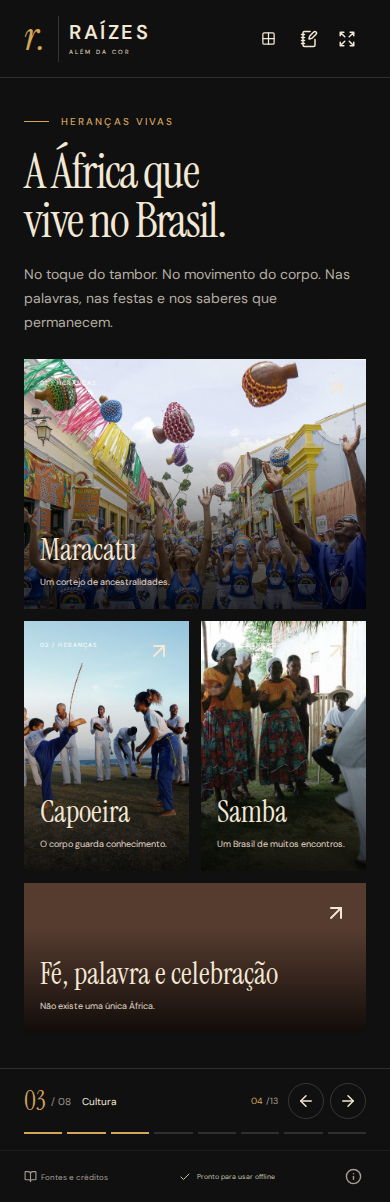 r. RAÍZES
ALÉM DA COR
HERANÇAS VIVAS
A África que
vive no Brasil.
No toque do tambor. No movimento do corpo. Nas
palavras, nas festas e nos saberes que
permanecem.
Maracatu
Um cortejo de ancestralidades.
02 / HERANÇAS
Capoeira
O corpo guarda conhecimento.
Samba
Um Brasil de muitos encontros.
Fé, palavra e celebração
Não existe uma única África.
03 / 08 Cultura 04 /13
Fontes e créditos Pronto para usar offline